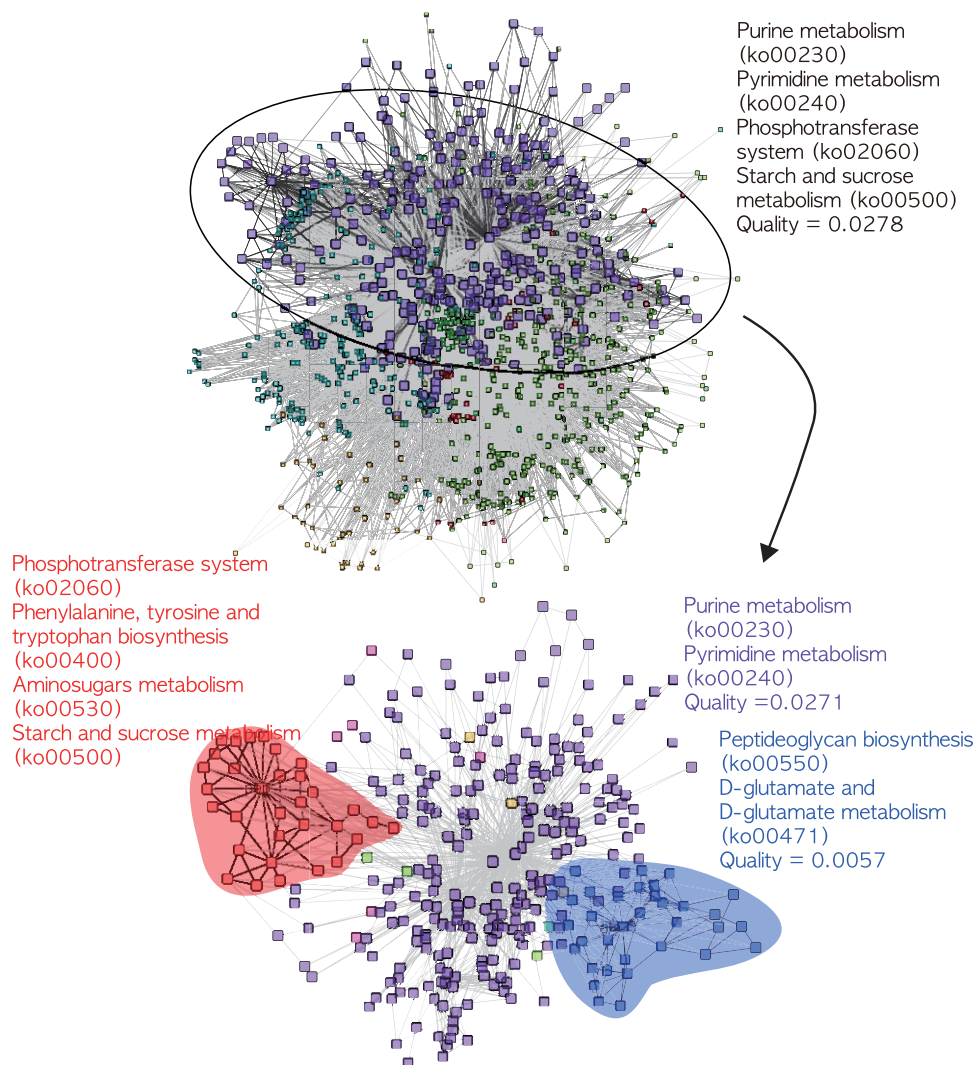 Purine metabolism
(ko00230)
Pyrimidine metabolism
(ko00240)
Phosphotransferase
system (ko02060)
Starch and sucrose
metabolism (ko00500)
Quality = 0.0278
Phosphotransferase system
(ko02060)
Phenylalanine, tyrosine and
tryptophan biosynthesis
(ko00400)
Aminosugars metabolism
(ko00530)
Starch and sucrose metabolism
(ko00500)
Purine metabolism
(ko00230)
Pyrimidine metabolism
(ko00240)
Quality =0.0271
Peptideoglycan biosynthesis
(ko00550)
D-glutamate and
D-glutamate metabolism
(ko00471)
Quality = 0.0057